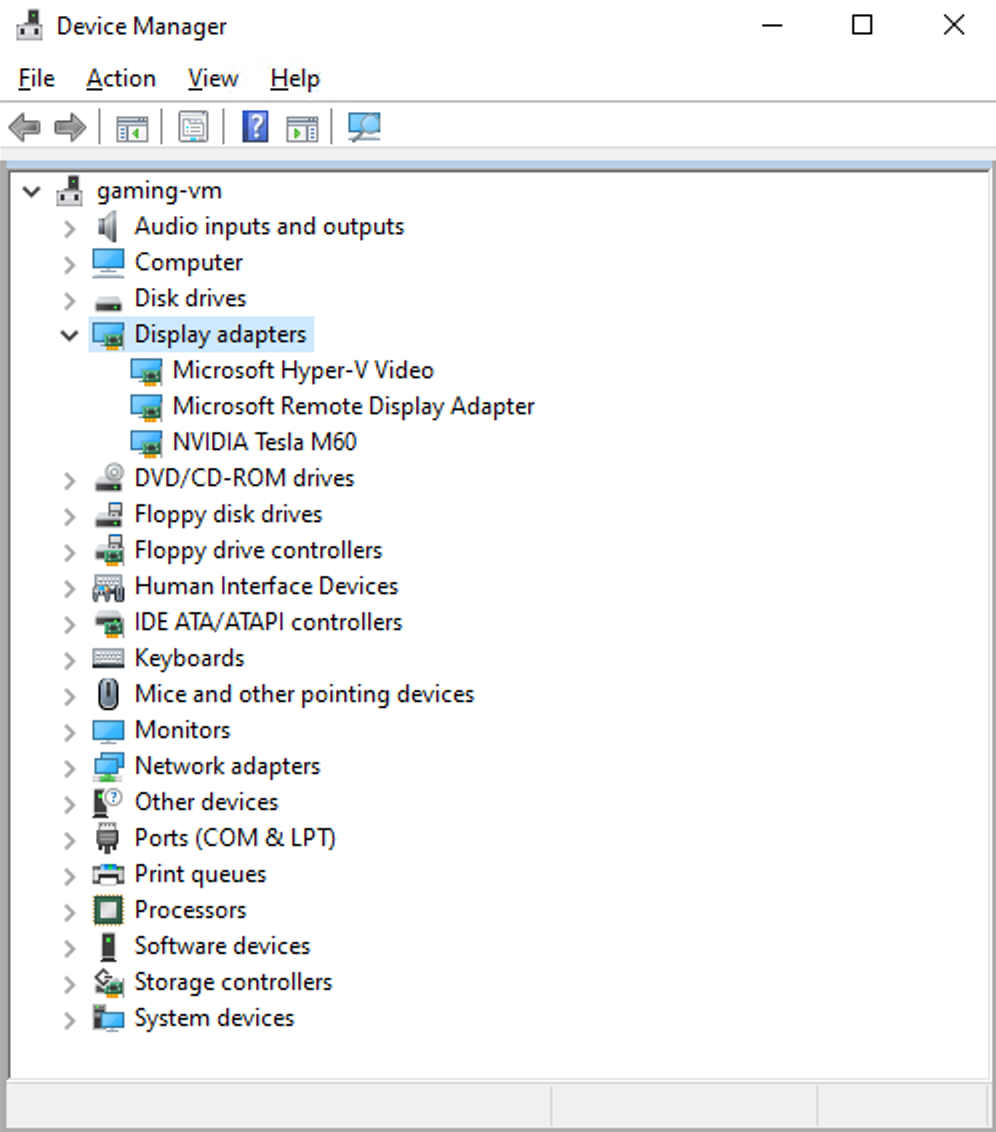 Device Manager
File Action View Help
gaming-vm
Audio inputs and outputs
Computer
Disk drives
Display adapters
Microsoft Hyper-V Video
Microsoft Remote Display Adapter
NVIDIA Tesla M60
DVD/CD-ROM drives
Floppy disk drives
Floppy drive controllers
Human Interface Devices
IDE ATA/ATAPI controllers
Keyboards
Mice and other pointing devices
Monitors
Network adapters
Other devices
Ports (COM & LPT)
Print queues
Processors
Software devices
Storage controllers
System devices